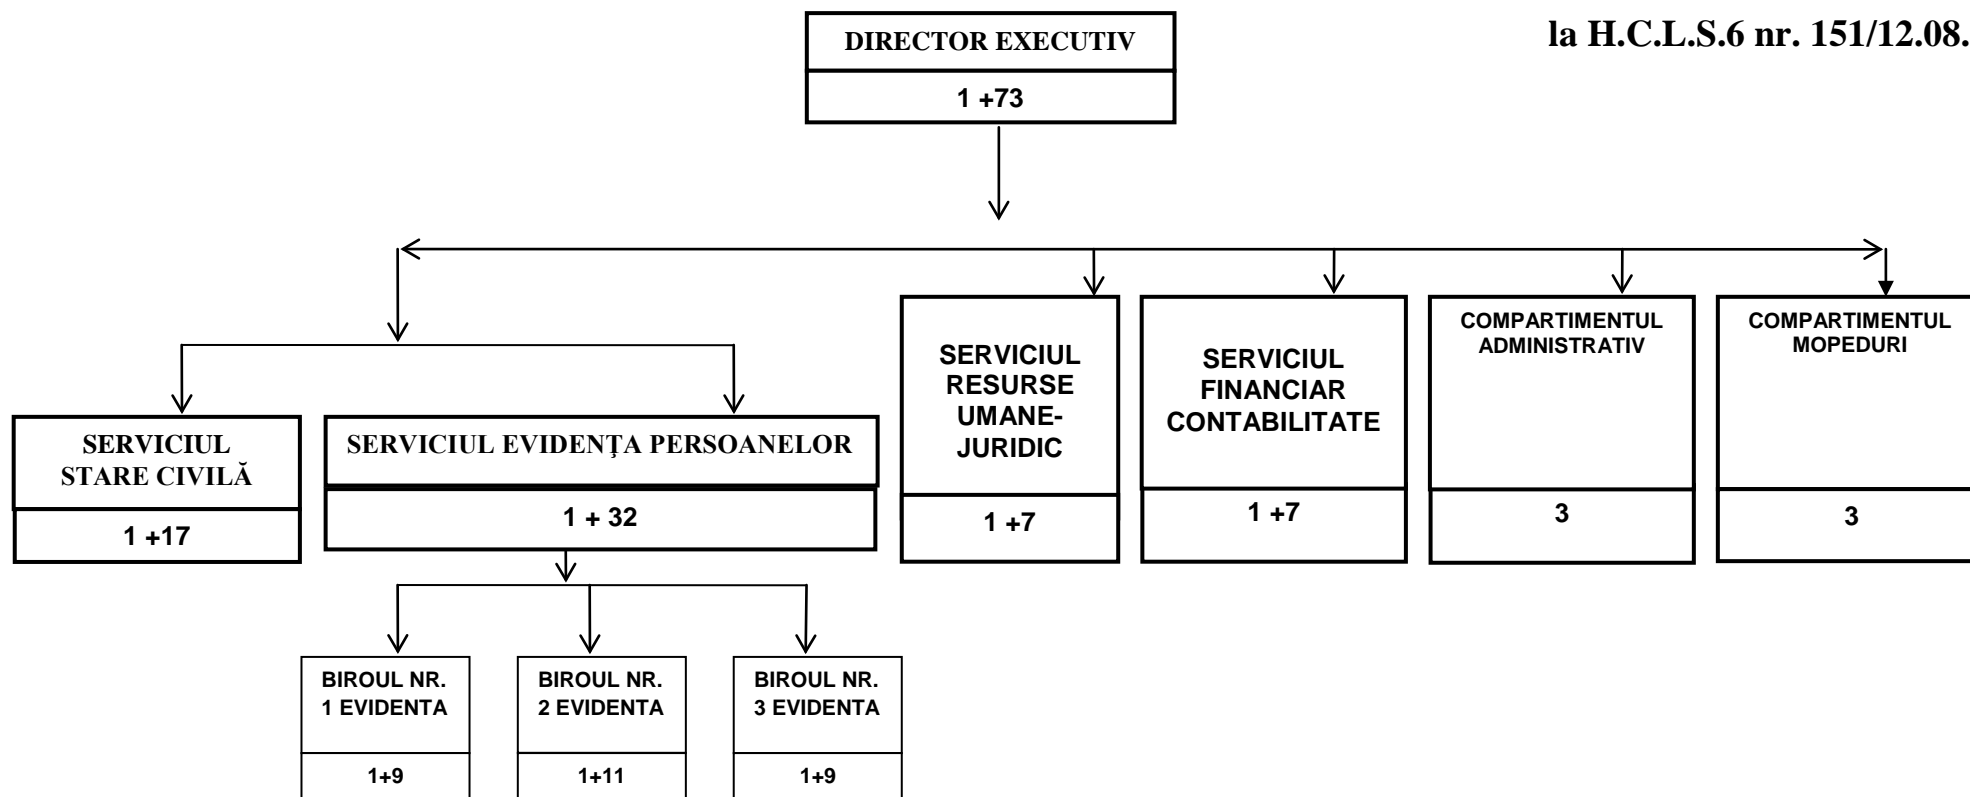 la H.C.L.S.6 nr. 151/12.08.
DIRECTOR EXECUTIV
1 +73
SERVICIUL
STARE CIVILĂ
1 +17
SERVICIUL EVIDENŢA PERSOANELOR
1 + 32
SERVICIUL
RESURSE
UMANE-
JURIDIC
1 +7
SERVICIUL
FINANCIAR
CONTABILITATE
1 +7
COMPARTIMENTUL
ADMINISTRATIV
3
COMPARTIMENTUL
MOPEDURI
3
BIROUL NR.
1 EVIDENTA
1+9
BIROUL NR.
2 EVIDENTA
1+11
BIROUL NR.
3 EVIDENTA
1+9